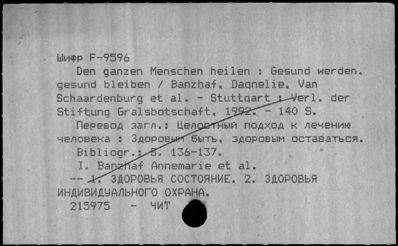 Шифр F-9596
Den ganzen Menschen heilen : Gesund werden,
gesund bleiben / Banzhaf, Dagnelie, Van
Schaardenburg et al. - Stuttgart : Verl. der
Stiftung Gralsbotschaft, 1992. - 140 S.
Перевод загл.: Целостный подход к лечению
человека : Здоровым быть, здоровым оставаться.
Bibliogr.: S. 136-137.
I. Banzhaf Annemarie et al.
-- 1. ЗДОРОВЬЯ СОСТОЯНИЕ. 2. ЗДОРОВЬЯ
ИНДИВИДУАЛЬНОГО ОХРАНА.
215975 - ЧИТ